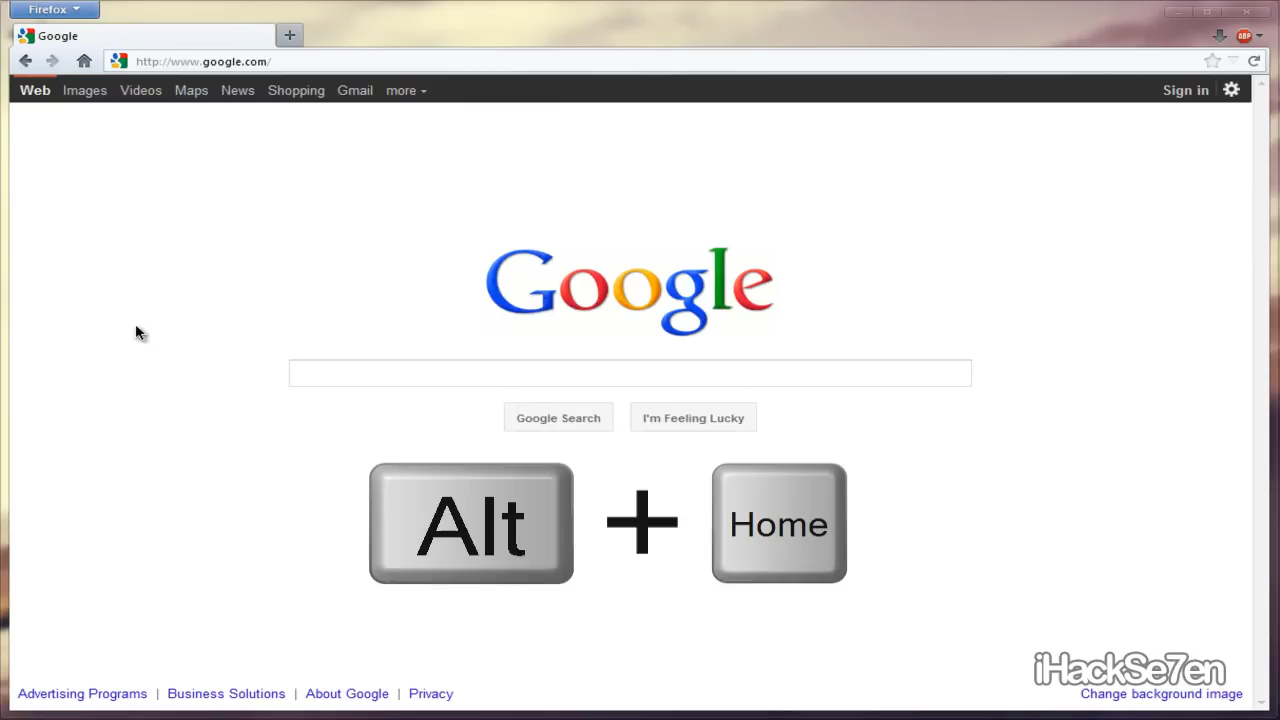 Firefox
Google
http://www.google.com/
ABP
Web Images Videos Maps News Shopping Gmail more Sign in
Google
Google Search I'm Feeling Lucky
Alt + Home
iHackSe7en
Advertising Programs | Business Solutions | About Google | Privacy Change background image